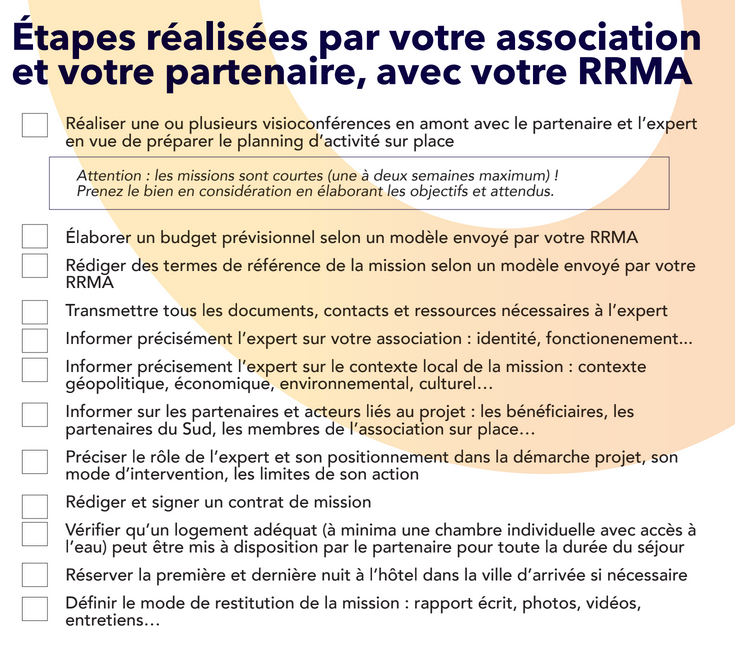 Étapes réalisées par votre association
et votre partenaire, avec votre RRMA
Réaliser une ou plusieurs visioconférences en amont avec le partenaire et l'expert
en vue de préparer le planning d'activité sur place
Attention : les missions sont courtes (une à deux semaines maximum) !
Prenez le bien en considération en élaborant les objectifs et attendus.
Élaborer un budget prévisionnel selon un modèle envoyé par votre RRMA
Rédiger des termes de référence de la mission selon un modèle envoyé par votre
RRMA
Transmettre tous les documents, contacts et ressources nécessaires à l'expert
Informer précisément l'expert sur votre association : identité, fonctionenement...
Informer précisement l'expert sur le contexte local de la mission : contexte
géopolitique, économique, environnemental, culturel…
Informer sur les partenaires et acteurs liés au projet : les bénéficiaires, les
partenaires du Sud, les membres de l'association sur place…
Préciser le rôle de l'expert et son positionnement dans la démarche projet, son
mode d'intervention, les limites de son action
Rédiger et signer un contrat de mission
Vérifier qu'un logement adéquat (à minima une chambre individuelle avec accès à
l'eau) peut être mis à disposition par le partenaire pour toute la durée du séjour
Réserver la première et dernière nuit à l'hôtel dans la ville d'arrivée si nécessaire
Définir le mode de restitution de la mission : rapport écrit, photos, vidéos,
entretiens…